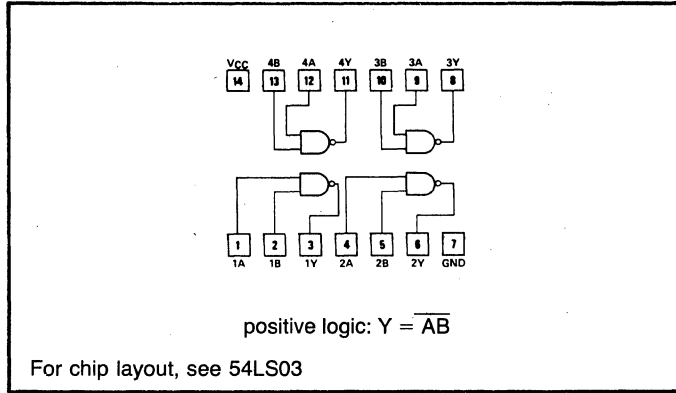 VCC 4B 4A 4Y 3B 3A 3Y
14 13 12 11 10 9 8
1 2 3 4 5 6 7
1A 1B 1Y 2A 2B 2Y GND
positive logic: Y = \overline{AB}
For chip layout, see 54LS03